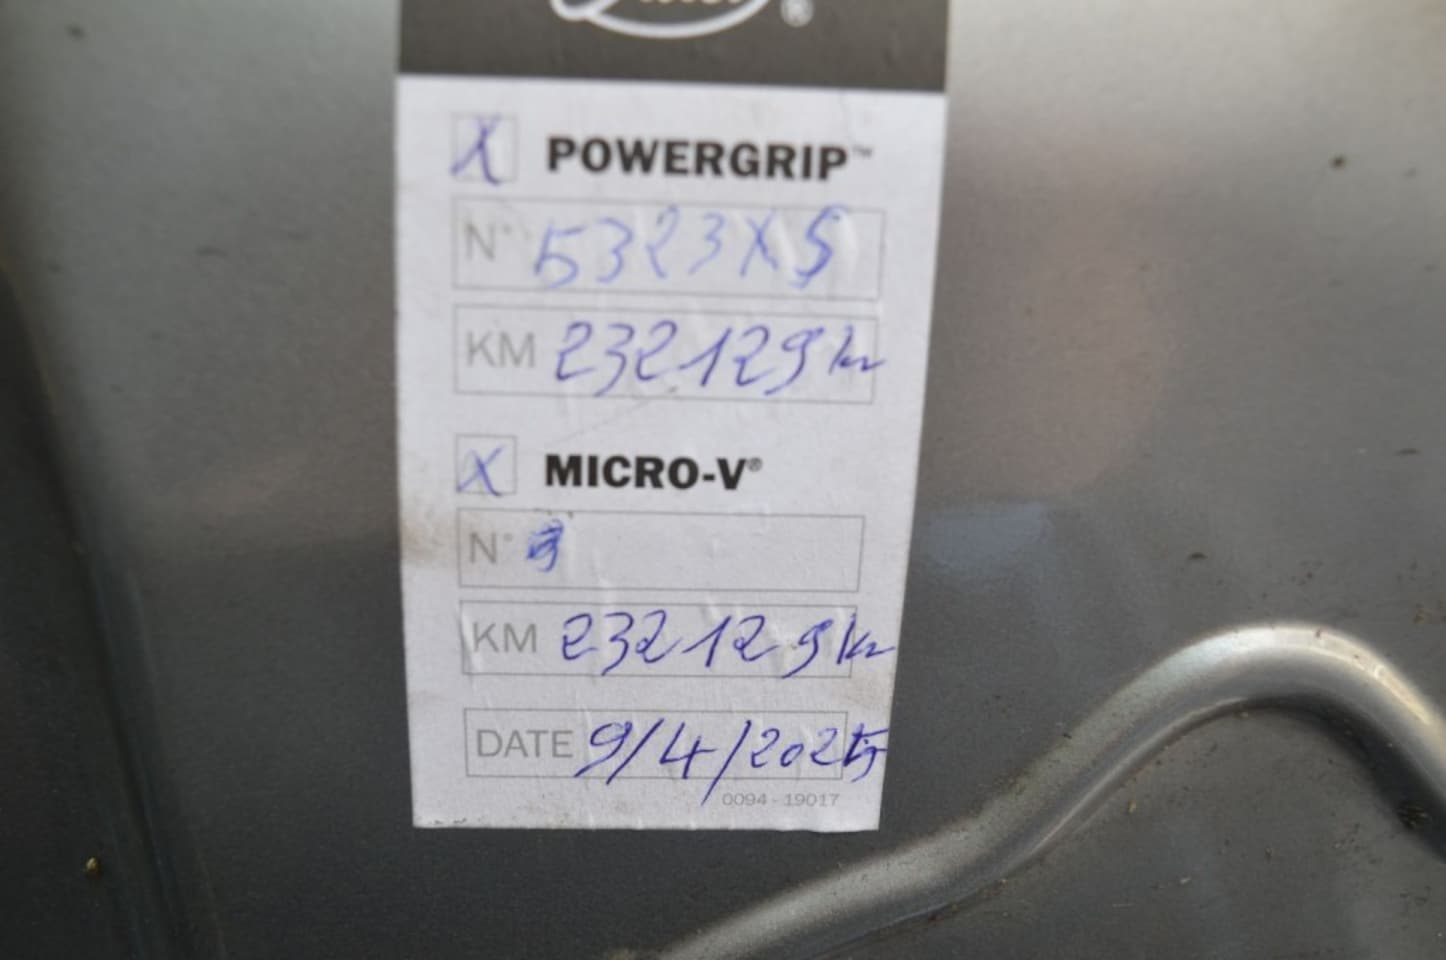 ®
X POWERGRIP™
N° 5323XS
KM 232129 km
X MICRO-V®
N°
KM 232129 km
DATE 9/4/2025
0094 - 19017